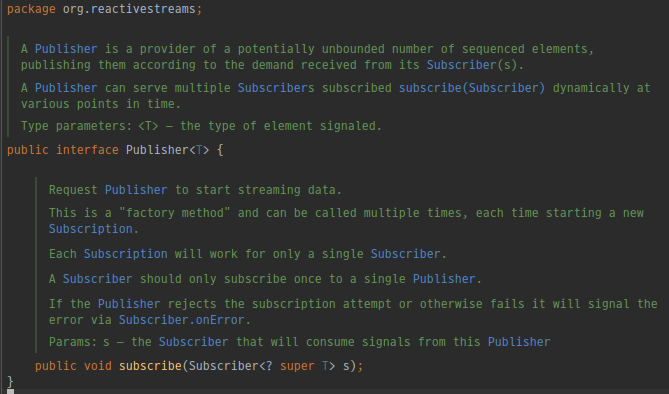 package org.reactivestreams;
A Publisher is a provider of a potentially unbounded number of sequenced elements,
publishing them according to the demand received from its Subscriber(s).
A Publisher can serve multiple Subscribers subscribed subscribe(Subscriber) dynamically at
various points in time.
Type parameters: <T> – the type of element signaled.
public interface Publisher<T> {
Request Publisher to start streaming data.
This is a "factory method" and can be called multiple times, each time starting a new
Subscription.
Each Subscription will work for only a single Subscriber.
A Subscriber should only subscribe once to a single Publisher.
If the Publisher rejects the subscription attempt or otherwise fails it will signal the
error via Subscriber.onError.
Params: s – the Subscriber that will consume signals from this Publisher
public void subscribe(Subscriber<? super T> s);
}